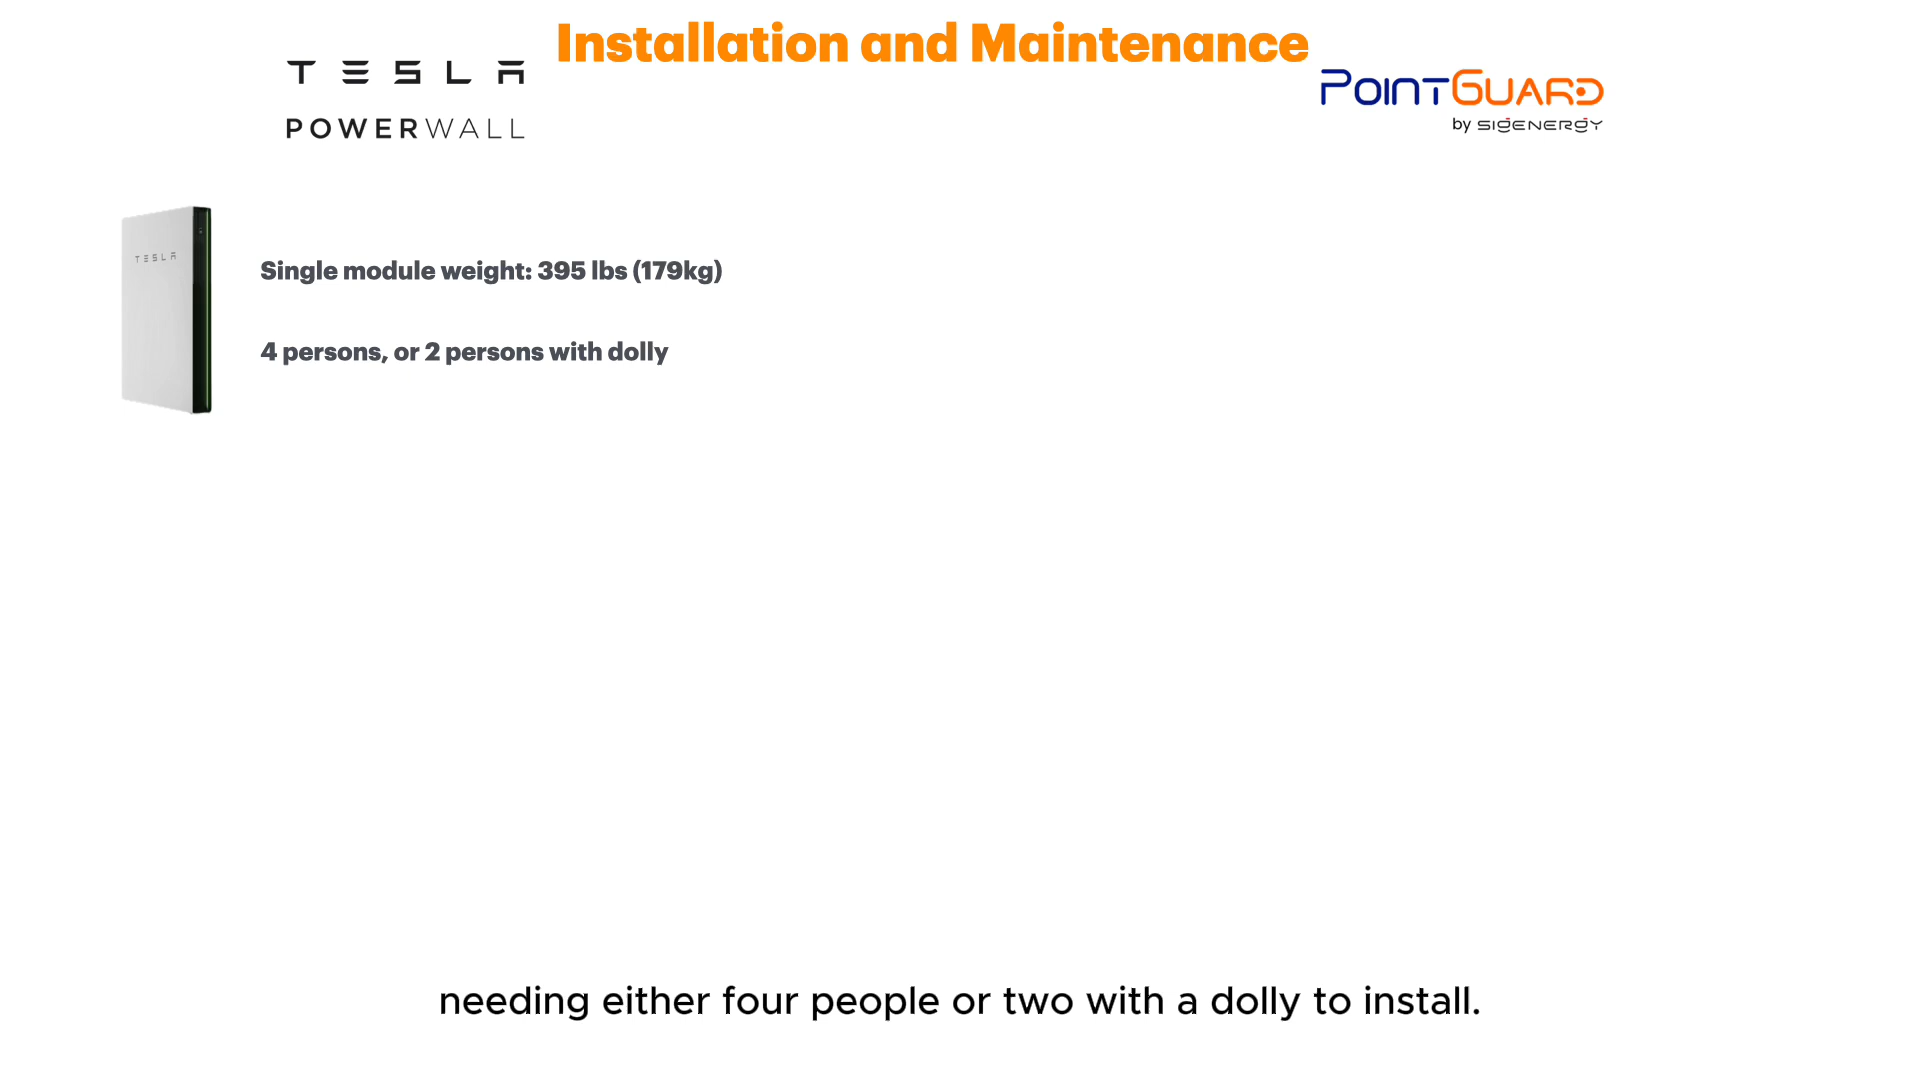 Installation and Maintenance
TESLA
POWERWALL
POINTGUARD
by SIGENERGY
TESLA
Single module weight: 395 lbs (179kg)
4 persons, or 2 persons with dolly
needing either four people or two with a dolly to install.